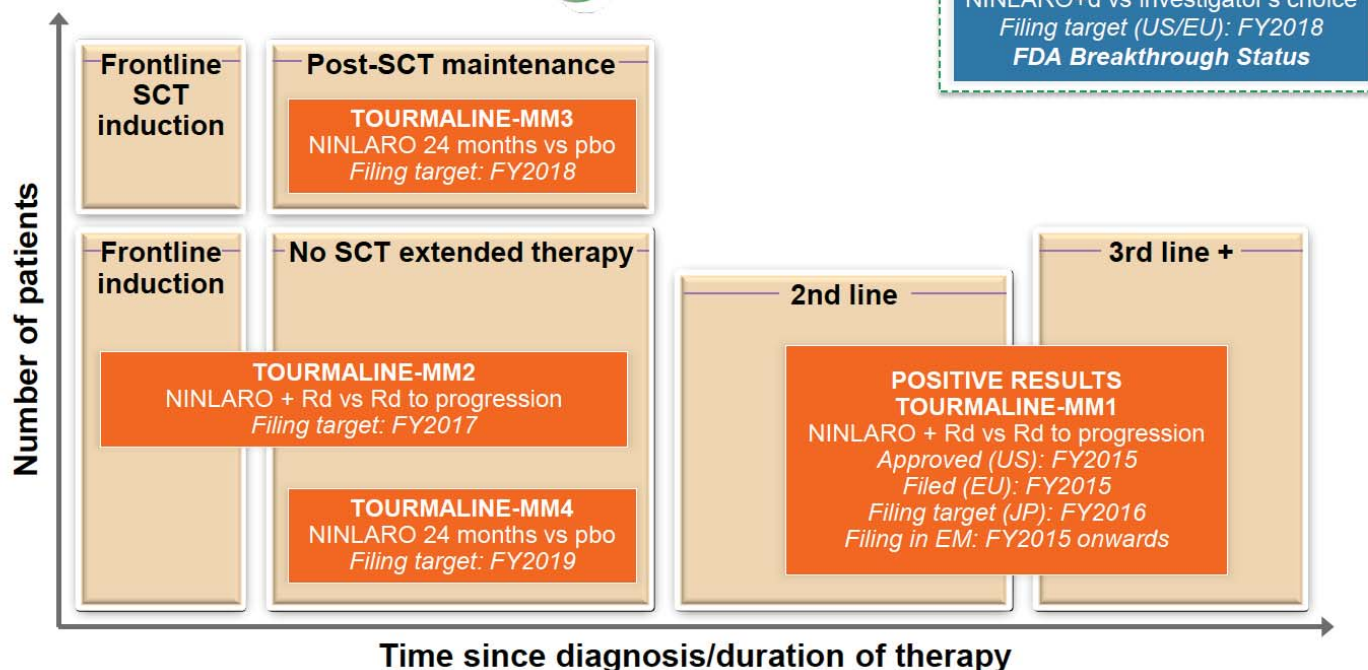 NINLARO+d vs investigator's choice
Filing target (US/EU): FY2018
FDA Breakthrough Status
Number of patients
Frontline
SCT
induction
Post-SCT maintenance
TOURMALINE-MM3
NINLARO 24 months vs pbo
Filing target: FY2018
Frontline
induction
No SCT extended therapy
TOURMALINE-MM2
NINLARO + Rd vs Rd to progression
Filing target: FY2017
TOURMALINE-MM4
NINLARO 24 months vs pbo
Filing target: FY2019
2nd line
3rd line +
POSITIVE RESULTS
TOURMALINE-MM1
NINLARO + Rd vs Rd to progression
Approved (US): FY2015
Filed (EU): FY2015
Filing target (JP): FY2016
Filing in EM: FY2015 onwards
Time since diagnosis/duration of therapy